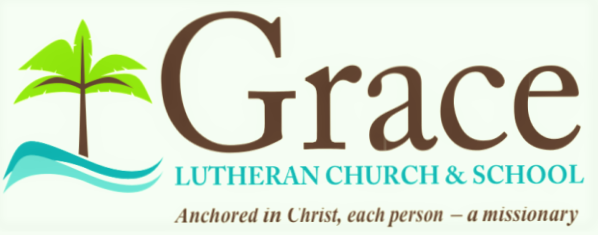 Grace
LUTHERAN CHURCH & SCHOOL
Anchored in Christ, each person – a missionary